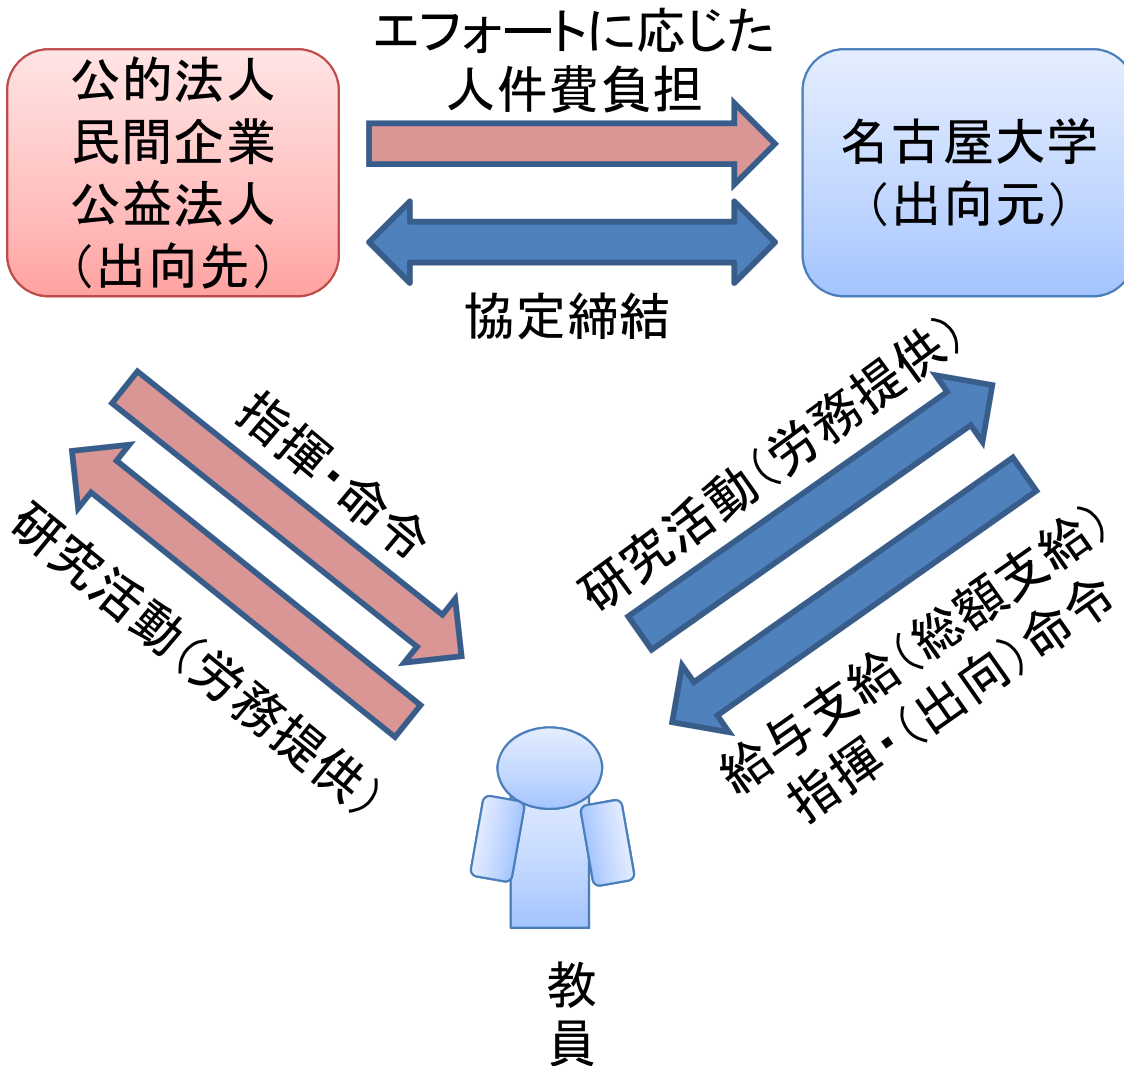 エフォートに応じた
人件費負担
公的法人
民間企業
公益法人
（出向先）
名古屋大学
（出向元）
協定締結
指揮・命令
研究活動（労務提供）
研究活動（労務提供）
給与支給（総額支給）
指揮・（出向）命令
教
員